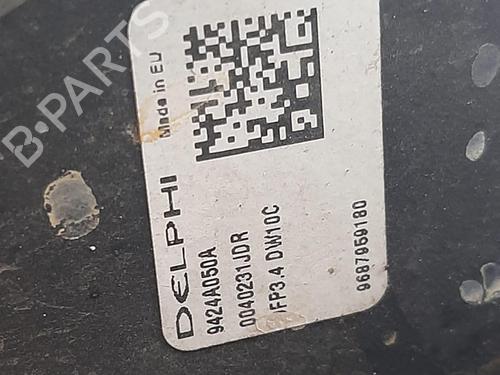 DELPHI
Made in EU
9424A050A
0040231JDR
/FP3.4 DW10C
9687959180
B-PARTS